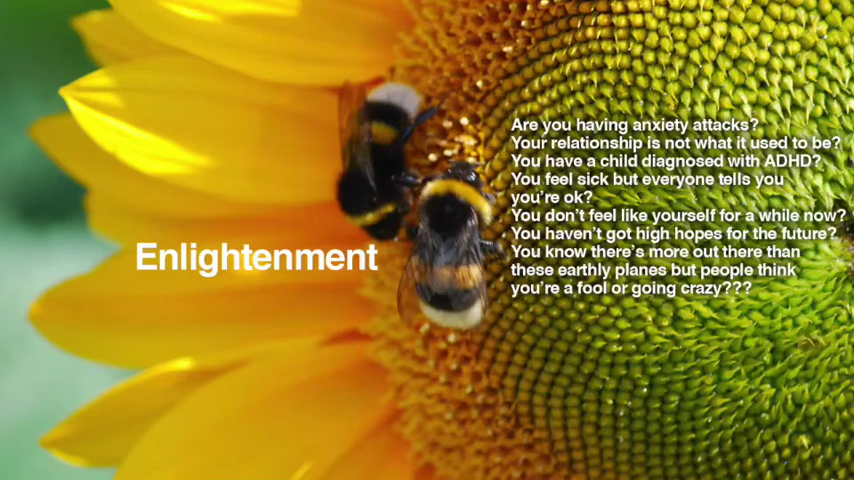 Enlightenment
Are you having anxiety attacks?
Your relationship is not what it used to be?
You have a child diagnosed with ADHD?
You feel sick but everyone tells you
you're ok?
You don't feel like yourself for a while now?
You haven't got high hopes for the future?
You know there's more out there than
these earthly planes but people think
you're a fool or going crazy???